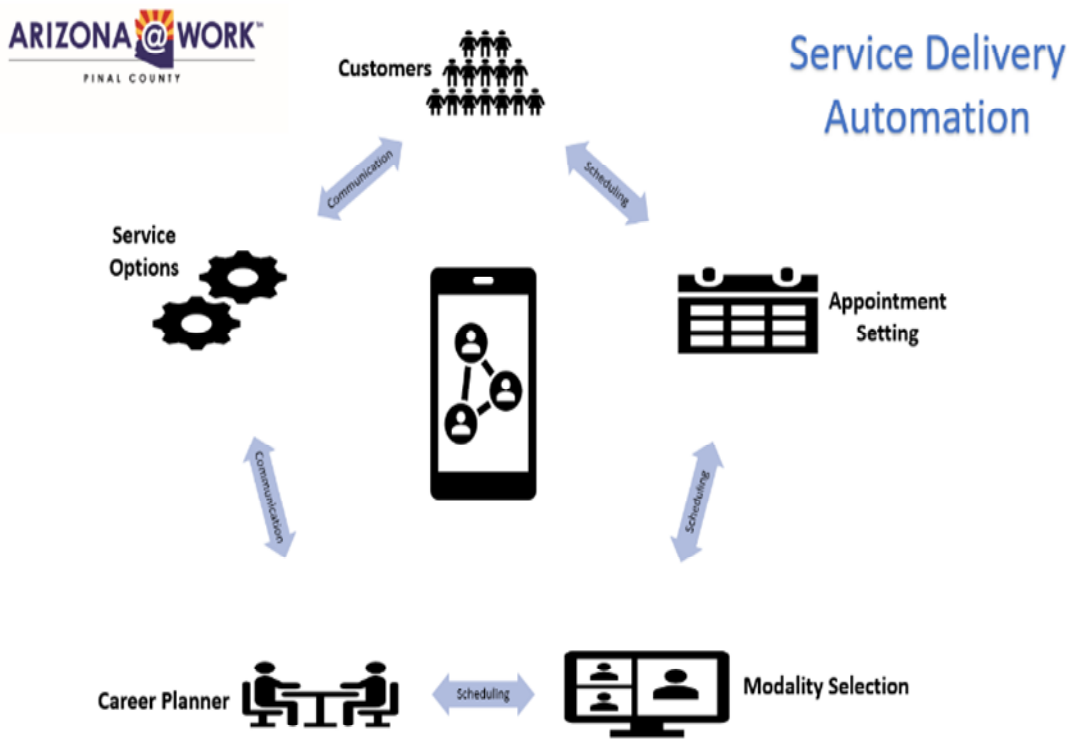 ARIZONA@WORK™
PINAL COUNTY
Service Delivery
Automation
Customers
Communication
Scheduling
Service
Options
Appointment
Setting
Communication
Scheduling
Career Planner
Scheduling
Modality Selection